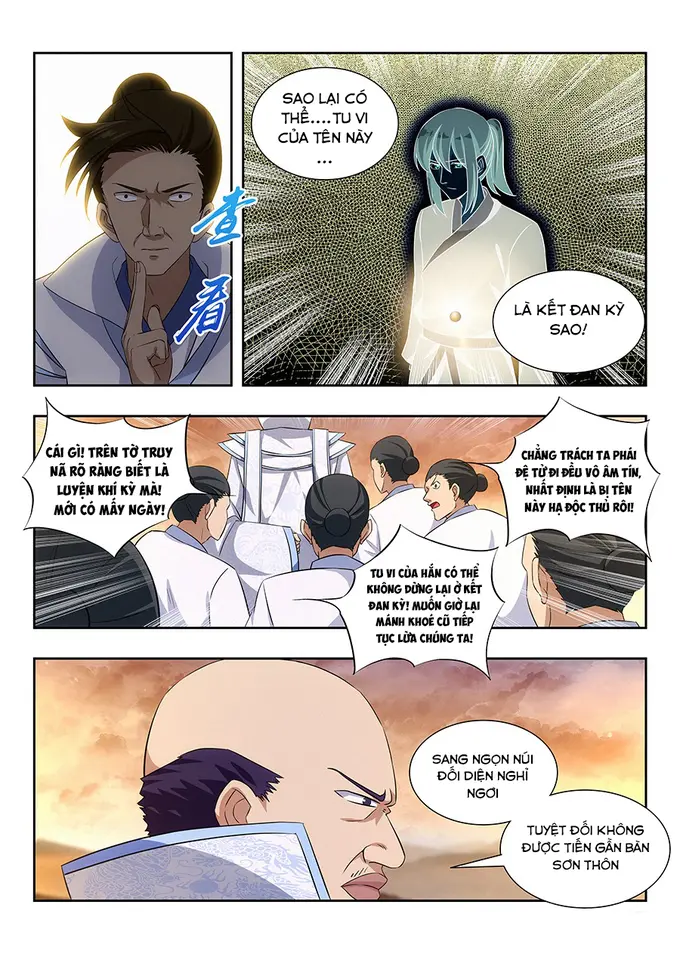 查看
SAO LẠI CÓ
THỂ....TU VI
CỦA TÊN NÀY
...
LÀ KẾT ĐAN KỲ
SAO!
CÁI GÌ! TRÊN TỜ TRUY
NÃ RÕ RÀNG BIẾT LÀ
LUYỆN KHÍ KỲ MÀ!
MỚI CÓ MẤY NGÀY!
CHẲNG TRÁCH TA PHÁI
ĐỆ TỬ ĐI ĐỀU VÔ ÂM TÍN,
NHẤT ĐỊNH LÀ BỊ TÊN
NÀY HẠ ĐỘC THỦ RỒI!
TU VI CỦA HẮN CÓ THỂ
KHÔNG DỪNG LẠI Ở KẾT
ĐAN KỲ! MUỐN GIỞ LẠI
MÁNH KHOÉ CŨ TIẾP
TỤC LỪA CHÚNG TA!
SANG NGỌN NÚI
ĐỐI DIỆN NGHỈ
NGƠI
TUYỆT ĐỐI KHÔNG
ĐƯỢC TIẾN GẦN BÀN
SƠN THÔN